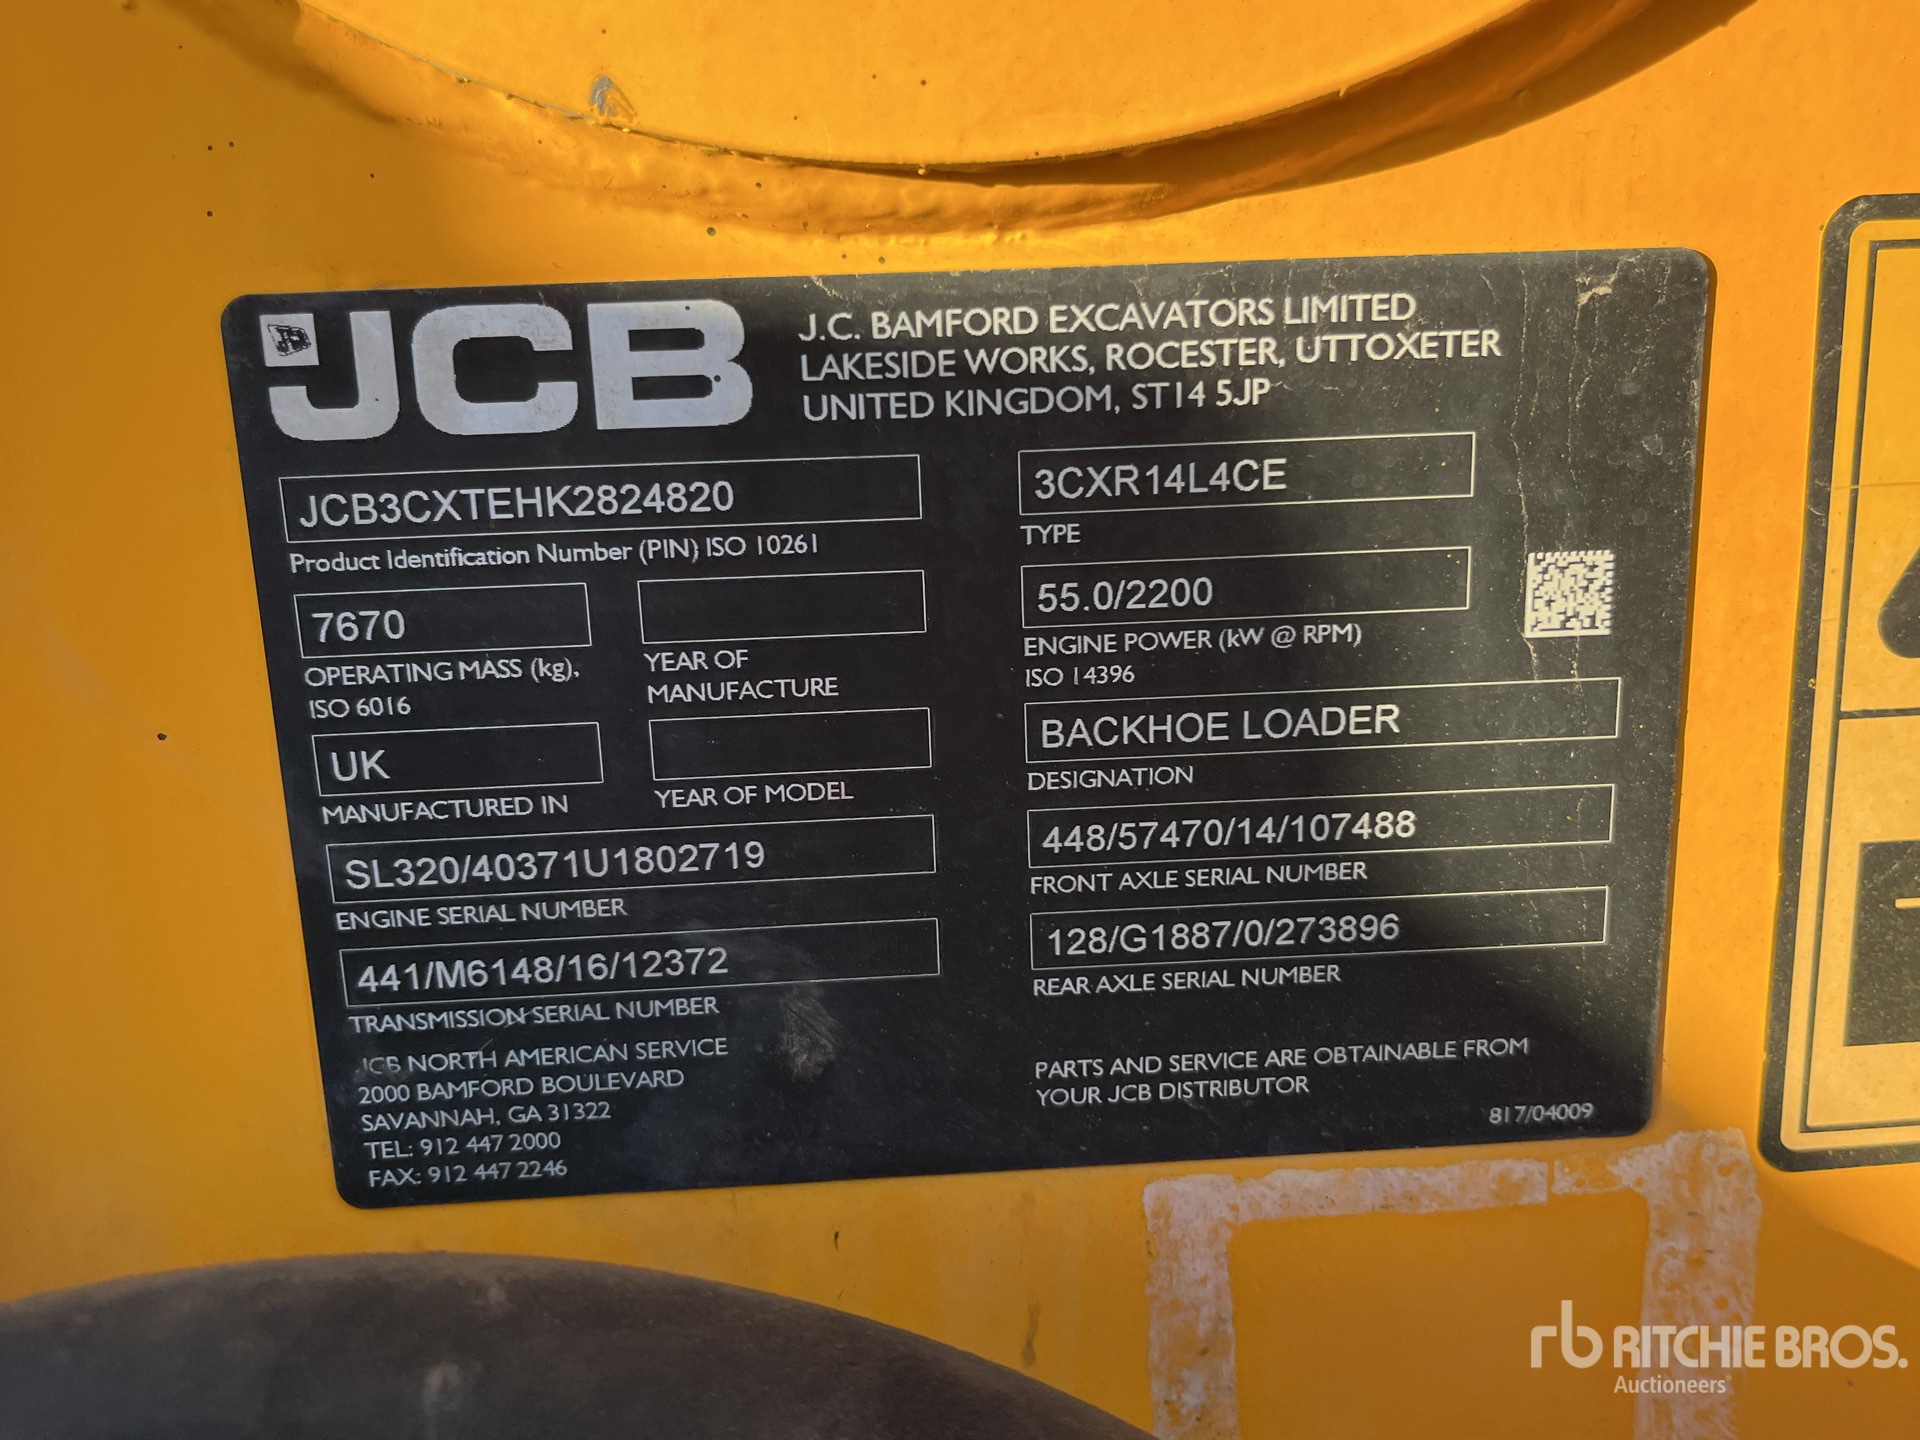 JCB
J.C. BAMFORD EXCAVATORS LIMITED
LAKESIDE WORKS, ROCESTER, UTTOXETER
UNITED KINGDOM, ST14 5JP
JCB3CXTEHK2824820
Product Identification Number (PIN) ISO 10261
7670
OPERATING MASS (kg),
ISO 6016
YEAR OF
MANUFACTURE
UK
MANUFACTURED IN
YEAR OF MODEL
SL320/40371U1802719
ENGINE SERIAL NUMBER
441/M6148/16/12372
TRANSMISSION SERIAL NUMBER
JCB NORTH AMERICAN SERVICE
2000 BAMFORD BOULEVARD
SAVANNAH, GA 31322
TEL: 912 447 2000
FAX: 912 447 2246
3CXR14L4CE
TYPE
55.0/2200
ENGINE POWER (kW @ RPM)
ISO 14396
BACKHOE LOADER
DESIGNATION
448/57470/14/107488
FRONT AXLE SERIAL NUMBER
128/G1887/0/273896
REAR AXLE SERIAL NUMBER
PARTS AND SERVICE ARE OBTAINABLE FROM
YOUR JCB DISTRIBUTOR
817/04009
rb RITCHIE BROS.
Auctioneers